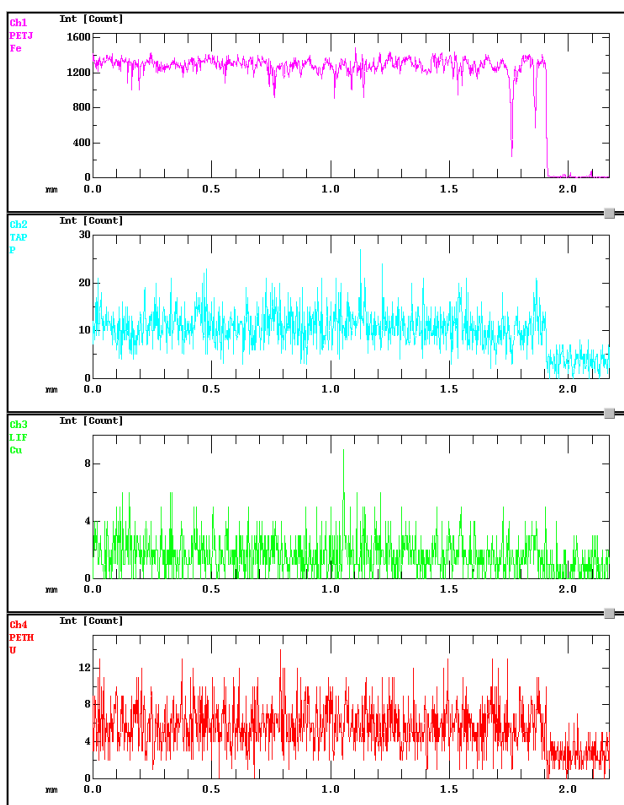 Ch1 Int [Count]
PETJ
Fe
1600
1200
800
400
0
mm 0.0 0.5 1.0 1.5 2.0
Ch2 Int [Count]
TAP
P
30
20
10
0
mm 0.0 0.5 1.0 1.5 2.0
Ch3 Int [Count]
LIF
Cu
8
4
0
mm 0.0 0.5 1.0 1.5 2.0
Ch4 Int [Count]
PETH
U
12
8
4
0
mm 0.0 0.5 1.0 1.5 2.0